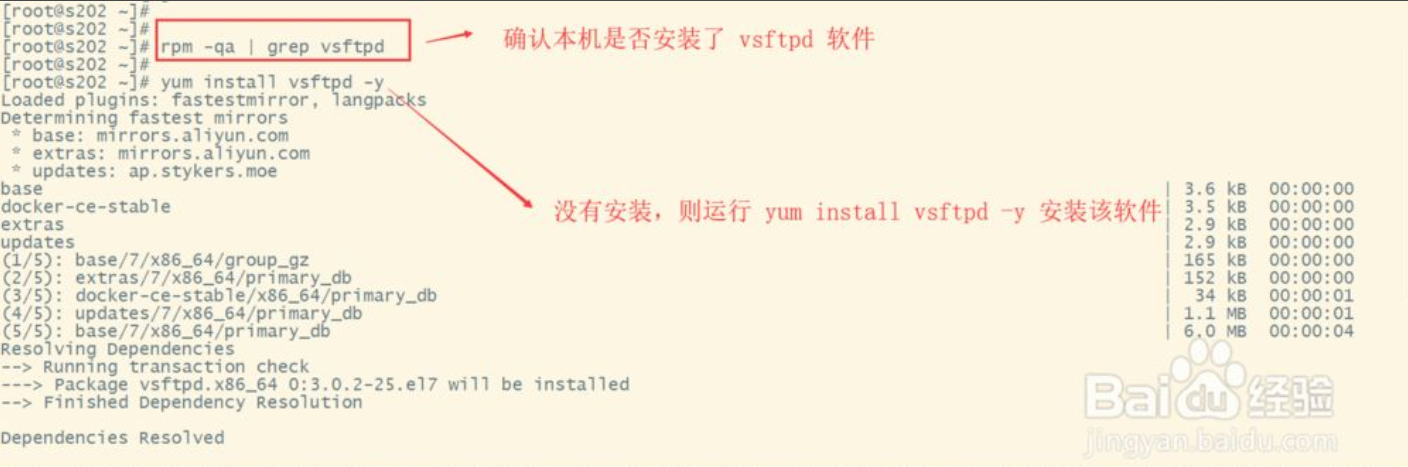 [root@s202 ~]#
[root@s202 ~]#
[root@s202 ~]# rpm -qa | grep vsftpd
确认本机是否安装了 vsftpd 软件
[root@s202 ~]#
[root@s202 ~]# yum install vsftpd -y
Loaded plugins: fastestmirror, langpacks
Determining fastest mirrors
 * base: mirrors.aliyun.com
 * extras: mirrors.aliyun.com
 * updates: ap.stykers.moe
base | 3.6 kB 00:00:00
docker-ce-stable | 3.5 kB 00:00:00
没有安装，则运行 yum install vsftpd -y 安装该软件
extras | 2.9 kB 00:00:00
updates | 2.9 kB 00:00:00
(1/5): base/7/x86_64/group_gz | 165 kB 00:00:00
(2/5): extras/7/x86_64/primary_db | 152 kB 00:00:00
(3/5): docker-ce-stable/x86_64/primary_db | 34 kB 00:00:01
(4/5): updates/7/x86_64/primary_db | 1.1 MB 00:00:01
(5/5): base/7/x86_64/primary_db | 6.0 MB 00:00:04
Resolving Dependencies
--> Running transaction check
---> Package vsftpd.x86_64 0:3.0.2-25.el7 will be installed
--> Finished Dependency Resolution
Dependencies Resolved
Baidu 经验
jingyan.baidu.com